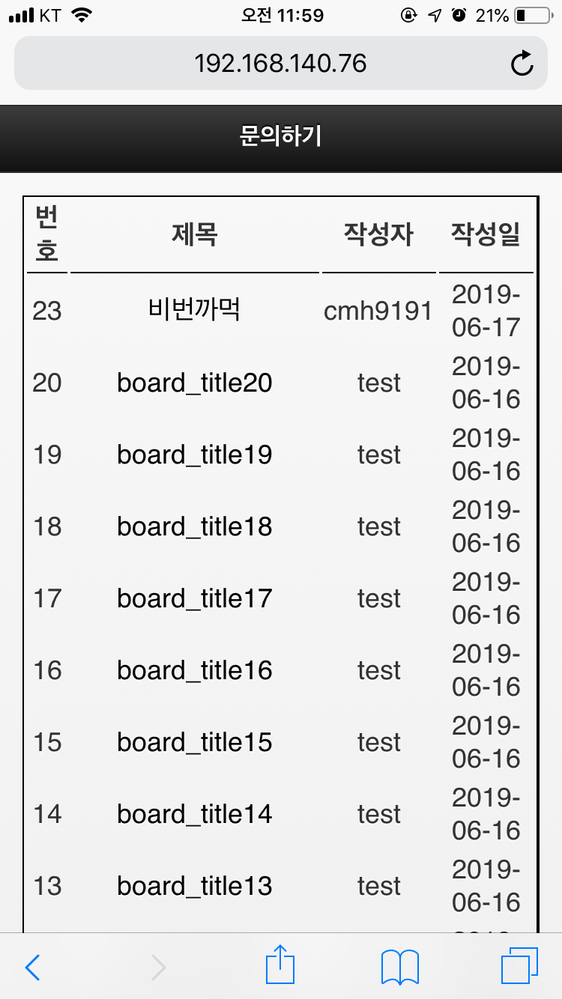 KT 오전 11:59 21%
192.168.140.76
문의하기
번호 제목 작성자 작성일
23 비번까먹 cmh9191 2019-06-17
20 board_title20 test 2019-06-16
19 board_title19 test 2019-06-16
18 board_title18 test 2019-06-16
17 board_title17 test 2019-06-16
16 board_title16 test 2019-06-16
15 board_title15 test 2019-06-16
14 board_title14 test 2019-06-16
13 board_title13 test 2019-06-16